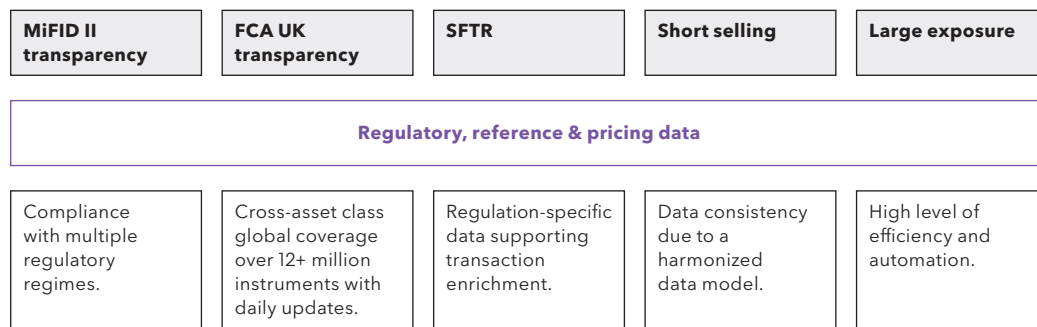 MiFID II
transparency
FCA UK
transparency
SFTR
Short selling
Large exposure
Regulatory, reference & pricing data
Compliance
with multiple
regulatory
regimes.
Cross-asset class
global coverage
over 12+ million
instruments with
daily updates.
Regulation-specific
data supporting
transaction
enrichment.
Data consistency
due to a
harmonized
data model.
High level of
efficiency and
automation.